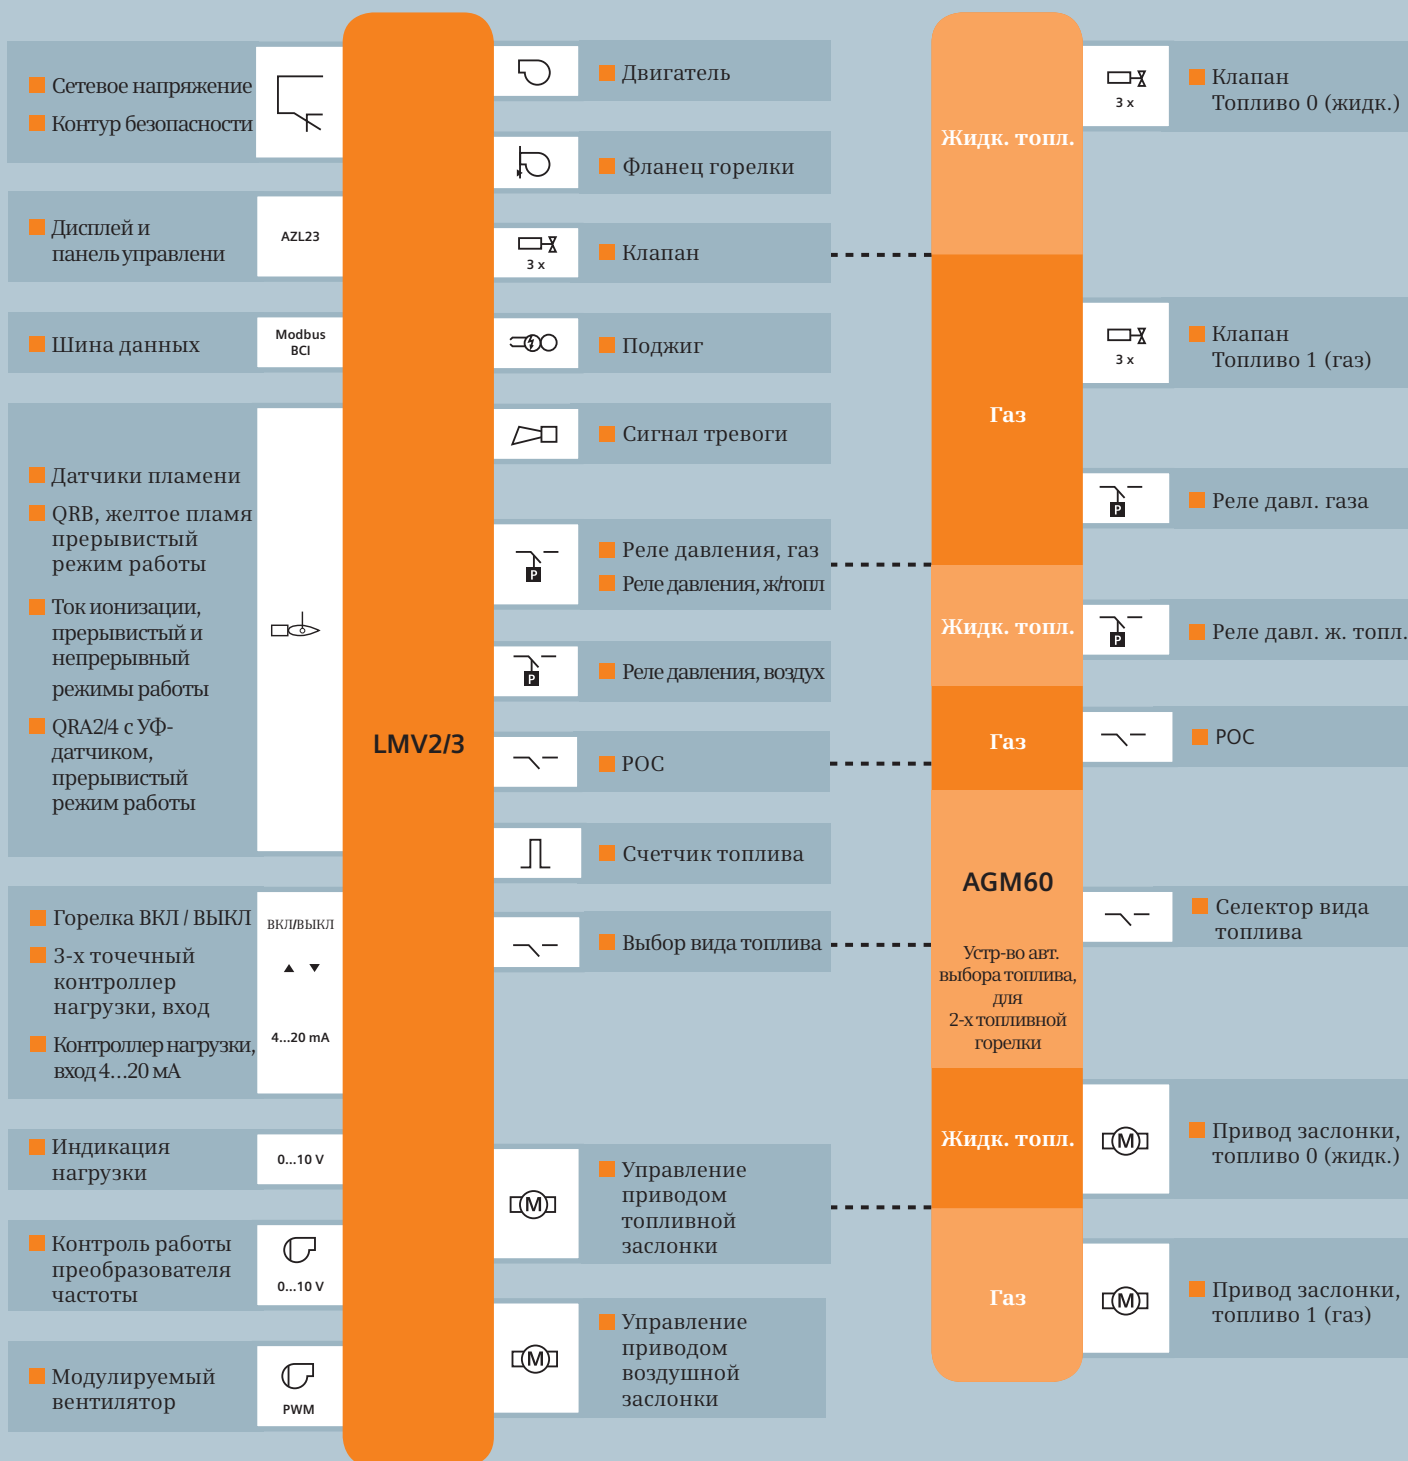 Сетевое напряжение
Контур безопасности
Дисплей и
панель управлени
AZL23
Шина данных
Modbus
BCI
Датчики пламени
QRB, желтое пламя
прерывистый
режим работы
Ток ионизации,
прерывистый и
непрерывный
режимы работы
QRA2/4 с УФ-
датчиком,
прерывистый
режим работы
Горелка ВКЛ / ВЫКЛ
3-х точечный
контроллер
нагрузки, вход
Контроллер нагрузки,
вход 4...20 мА
ВКЛ/ВЫКЛ
▲ ▼
4...20 mA
Индикация
нагрузки
0...10 V
Контроль работы
преобразователя
частоты
0...10 V
Модулируемый
вентилятор
PWM
LMV2/3
Двигатель
Фланец горелки
3 x
Клапан
Поджиг
Сигнал тревоги
P
Реле давления, газ
Реле давления, ж/топл
P
Реле давления, воздух
РОС
Счетчик топлива
Выбор вида топлива
M
Управление
приводом
топливной
заслонки
M
Управление
приводом
воздушной
заслонки
Жидк. топл.
Газ
Жидк. топл.
Газ
AGM60
Устр-во авт.
выбора топлива,
для
2-х топливной
горелки
Жидк. топл.
Газ
3 x
Клапан
Топливо 0 (жидк.)
3 x
Клапан
Топливо 1 (газ)
P
Реле давл. газа
P
Реле давл. ж. топл.
РОС
Селектор вида
топлива
M
Привод заслонки,
топливо 0 (жидк.)
M
Привод заслонки,
топливо 1 (газ)